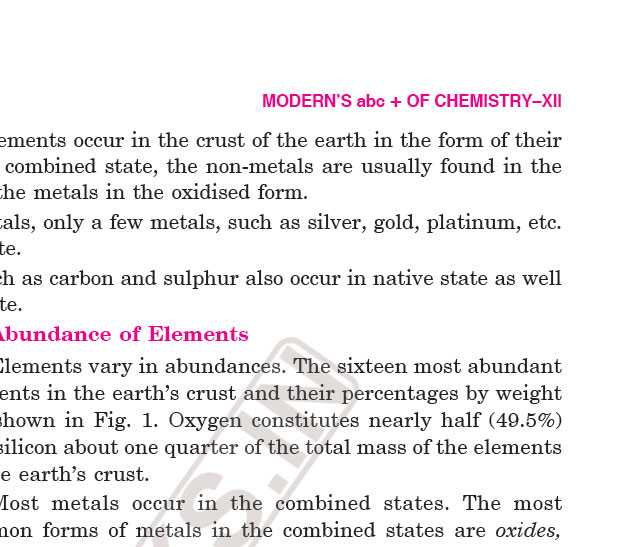 MODERN'S abc + OF CHEMISTRY–XII
ements occur in the crust of the earth in the form of their
combined state, the non-metals are usually found in the
the metals in the oxidised form.
tals, only a few metals, such as silver, gold, platinum, etc.
te.
ch as carbon and sulphur also occur in native state as well
te.
Abundance of Elements
Elements vary in abundances. The sixteen most abundant
ents in the earth's crust and their percentages by weight
shown in Fig. 1. Oxygen constitutes nearly half (49.5%)
silicon about one quarter of the total mass of the elements
e earth's crust.
Most metals occur in the combined states. The most
mon forms of metals in the combined states are oxides,
S.IN